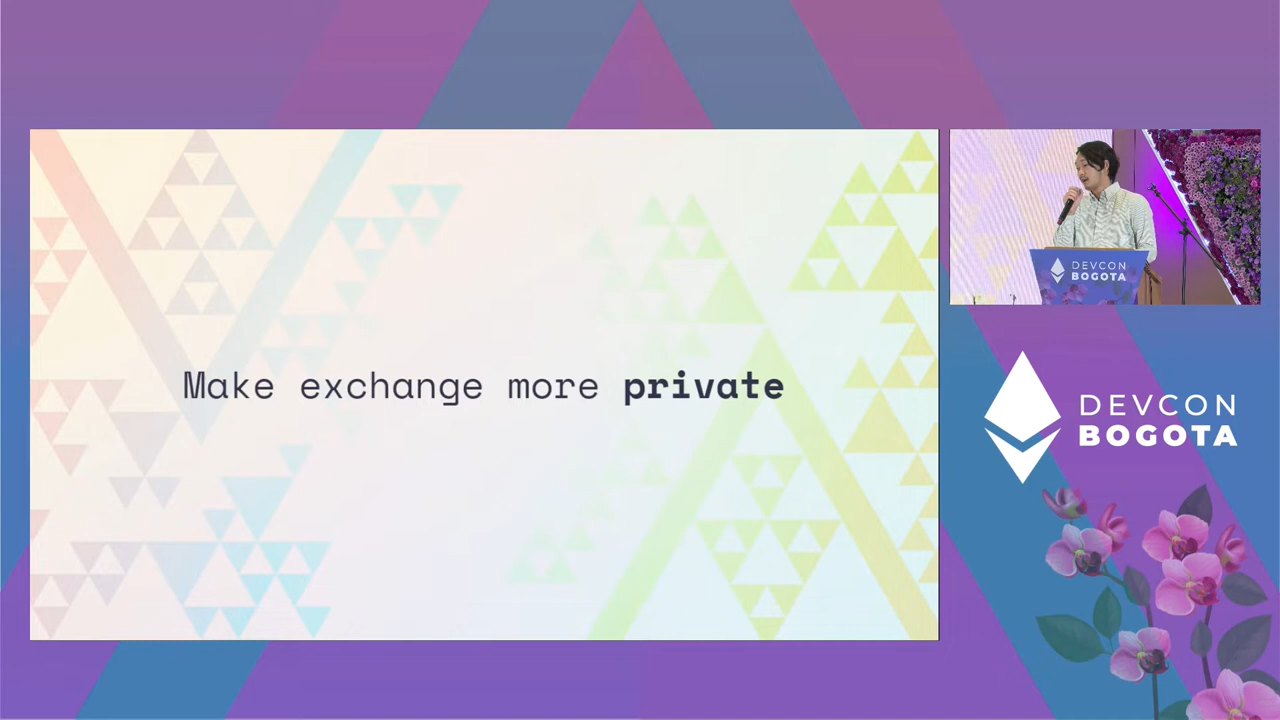 Make exchange more private
DEVCON
BOGOTA
DEVCON
BOGOTA